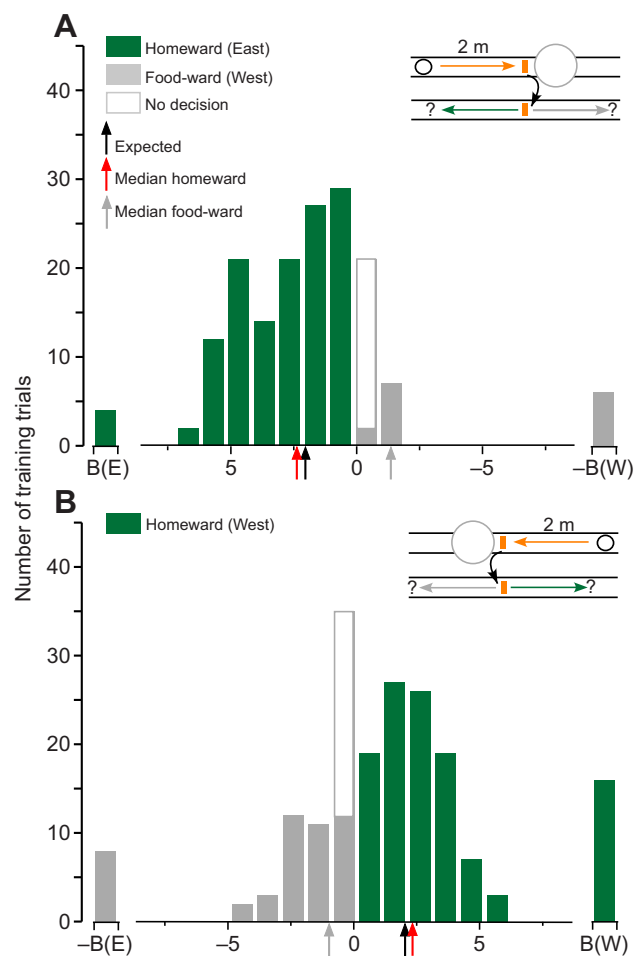 A
Homeward (East)
Food-ward (West)
No decision
Expected
Median homeward
Median food-ward
2 m
? ?
40
30
20
10
0
B(E) 5 0 –5 –B(W)
Number of training trials
B
Homeward (West)
2 m
? ?
40
30
20
10
0
–B(E) –5 0 5 B(W)